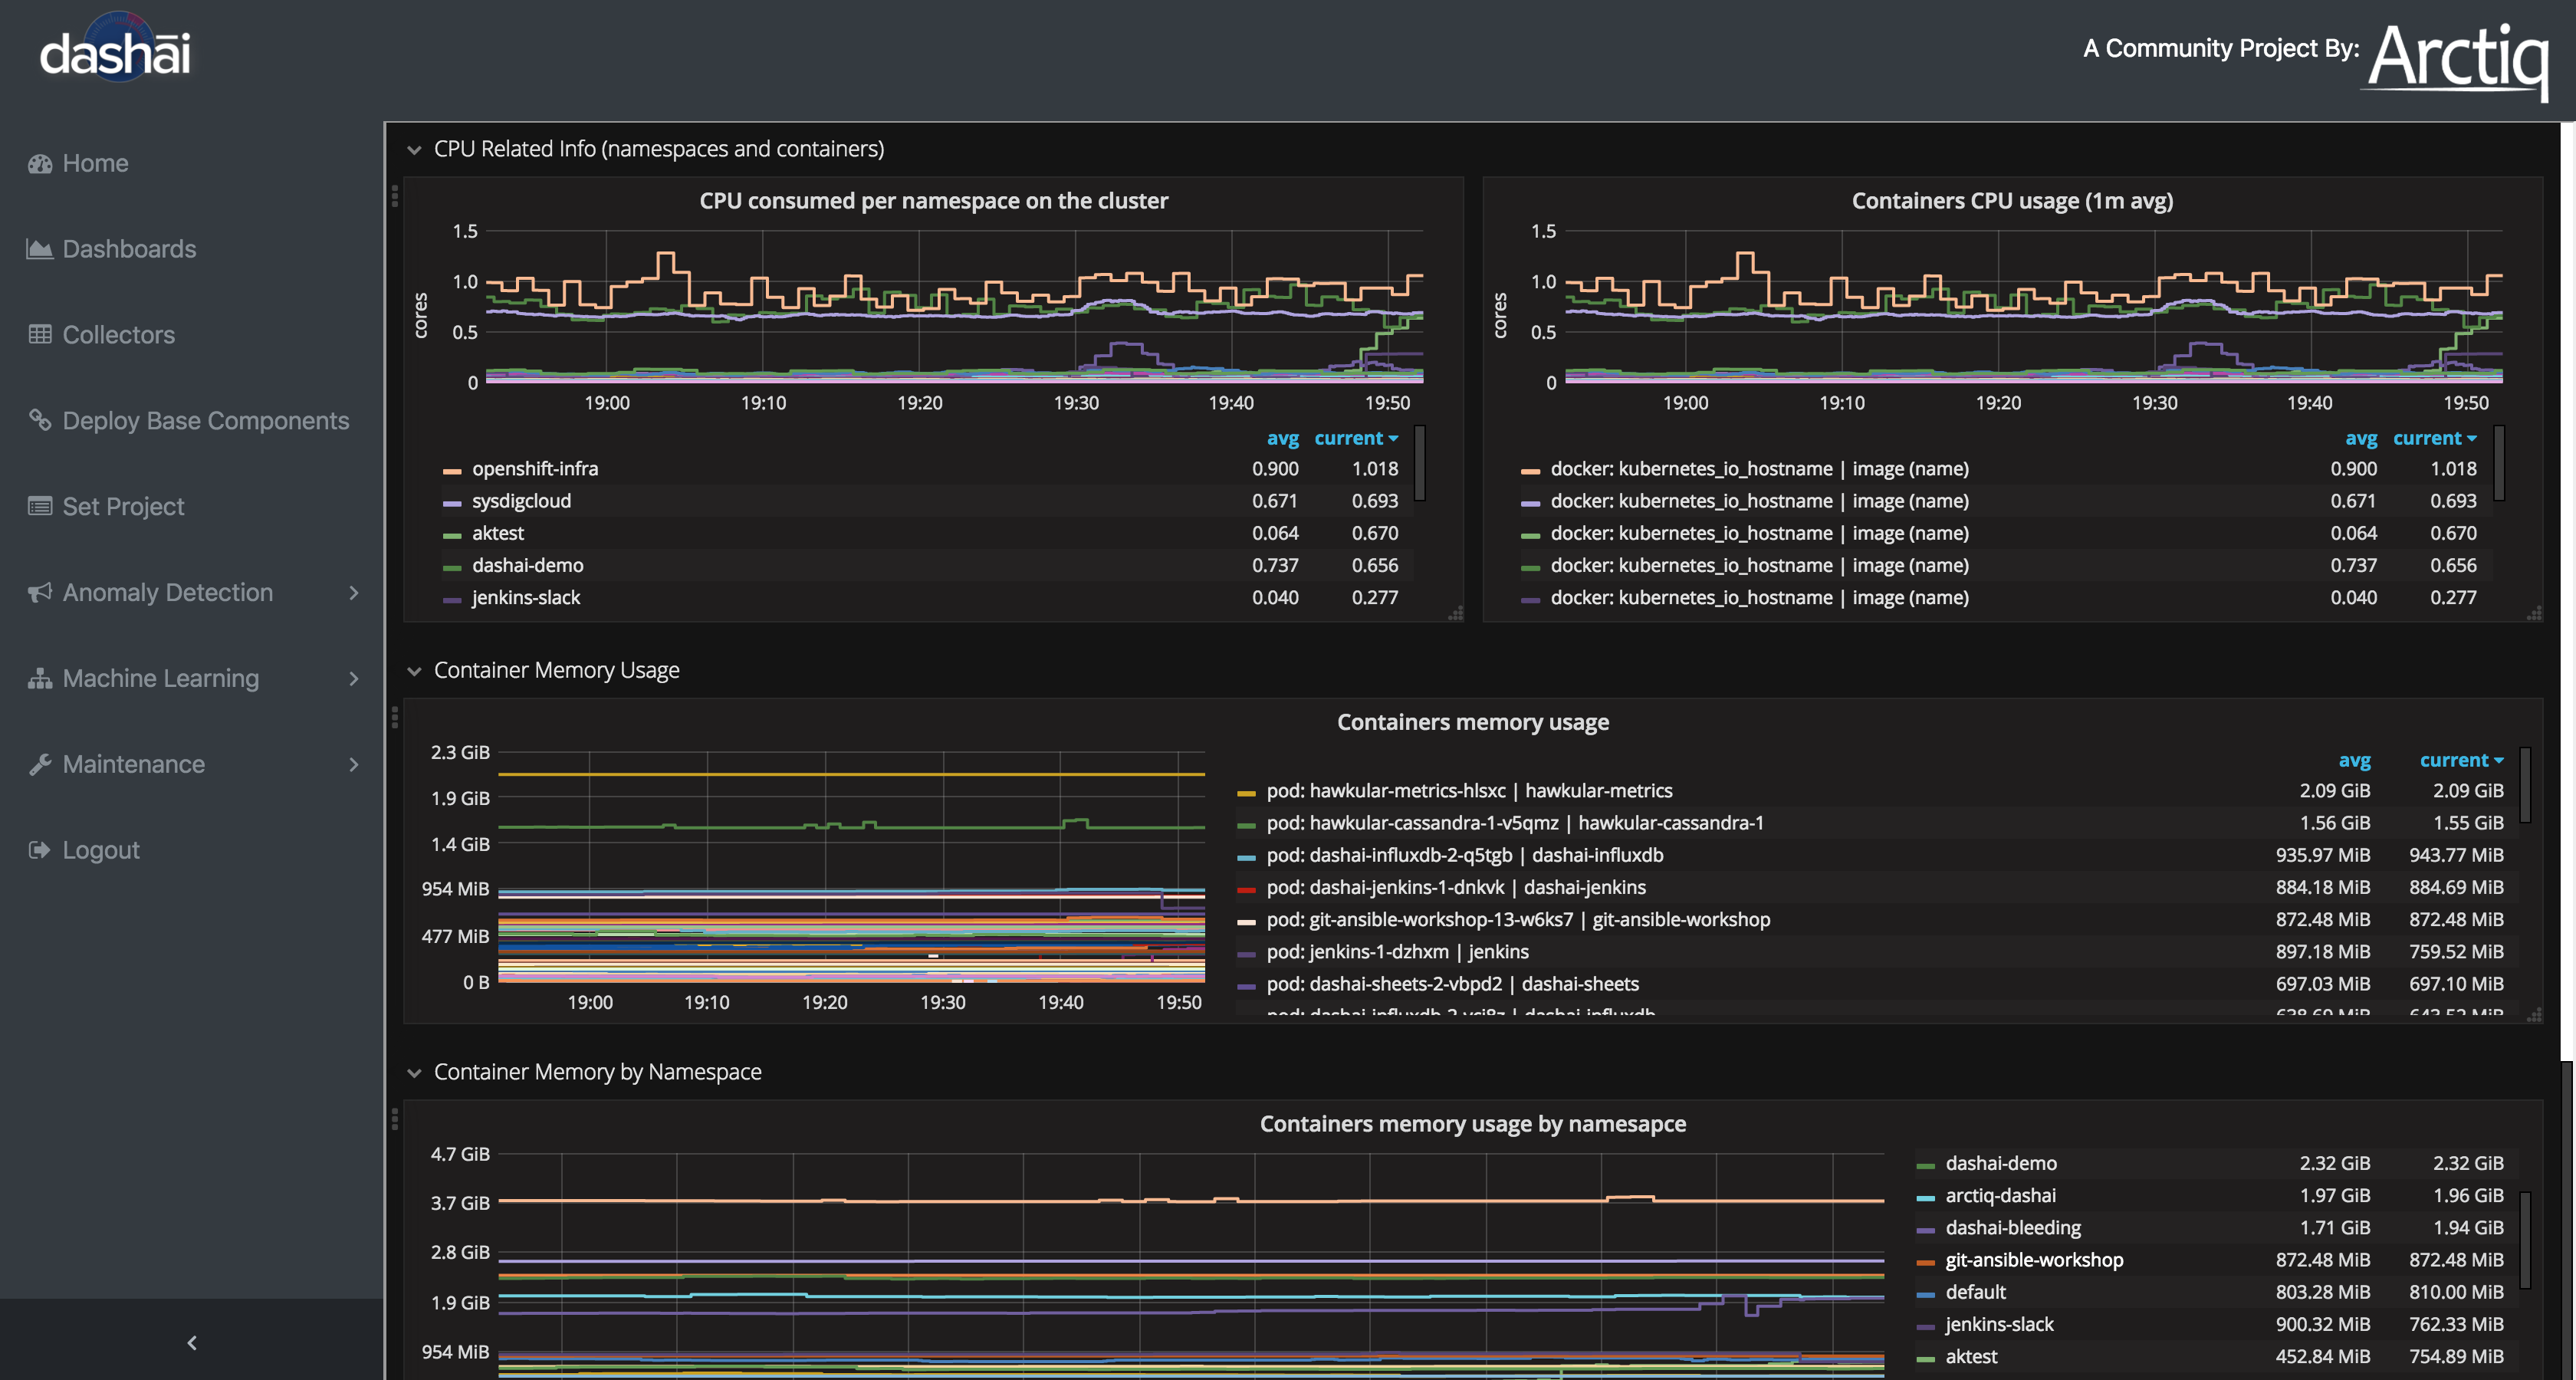 dashāi
A Community Project By: Arctiq
Home
Dashboards
Collectors
Deploy Base Components
Set Project
Anomaly Detection
Machine Learning
Maintenance
Logout
CPU Related Info (namespaces and containers)
CPU consumed per namespace on the cluster
cores
1.5
1.0
0.5
0
19:00 19:10 19:20 19:30 19:40 19:50
avg current
openshift-infra 0.900 1.018
sysdigcloud 0.671 0.693
aktest 0.064 0.670
dashai-demo 0.737 0.656
jenkins-slack 0.040 0.277
Containers CPU usage (1m avg)
cores
1.5
1.0
0.5
0
19:00 19:10 19:20 19:30 19:40 19:50
avg current
docker: kubernetes_io_hostname | image (name) 0.900 1.018
docker: kubernetes_io_hostname | image (name) 0.671 0.693
docker: kubernetes_io_hostname | image (name) 0.064 0.670
docker: kubernetes_io_hostname | image (name) 0.737 0.656
docker: kubernetes_io_hostname | image (name) 0.040 0.277
Container Memory Usage
Containers memory usage
2.3 GiB
1.9 GiB
1.4 GiB
954 MiB
477 MiB
0 B
19:00 19:10 19:20 19:30 19:40 19:50
avg current
pod: hawkular-metrics-hlsxc | hawkular-metrics 2.09 GiB 2.09 GiB
pod: hawkular-cassandra-1-v5qmz | hawkular-cassandra-1 1.56 GiB 1.55 GiB
pod: dashai-influxdb-2-q5tgb | dashai-influxdb 935.97 MiB 943.77 MiB
pod: dashai-jenkins-1-dnkvk | dashai-jenkins 884.18 MiB 884.69 MiB
pod: git-ansible-workshop-13-w6ks7 | git-ansible-workshop 872.48 MiB 872.48 MiB
pod: jenkins-1-dzhxm | jenkins 897.18 MiB 759.52 MiB
pod: dashai-sheets-2-vbpd2 | dashai-sheets 697.03 MiB 697.10 MiB
Container Memory by Namespace
Containers memory usage by namesapce
4.7 GiB
3.7 GiB
2.8 GiB
1.9 GiB
954 MiB
dashai-demo 2.32 GiB 2.32 GiB
arctiq-dashai 1.97 GiB 1.96 GiB
dashai-bleeding 1.71 GiB 1.94 GiB
git-ansible-workshop 872.48 MiB 872.48 MiB
default 803.28 MiB 810.00 MiB
jenkins-slack 900.32 MiB 762.33 MiB
aktest 452.84 MiB 754.89 MiB